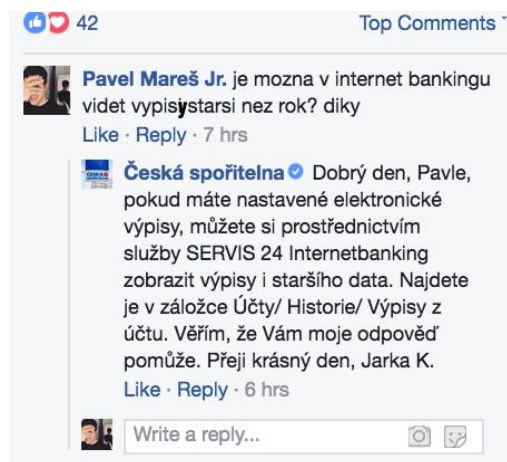 42
Top Comments
Pavel Mareš Jr. je mozna v internet bankingu
videt vypisystarsi nez rok? diky
Like · Reply · 7 hrs
Česká spořitelna Dobrý den, Pavle,
pokud máte nastavené elektronické
výpisy, můžete si prostřednictvím
služby SERVIS 24 Internetbanking
zobrazit výpisy i staršího data. Najdete
je v záložce Účty/ Historie/ Výpisy z
účtu. Věřím, že Vám moje odpověď
pomůže. Přeji krásný den, Jarka K.
Like · Reply · 6 hrs
Write a reply...